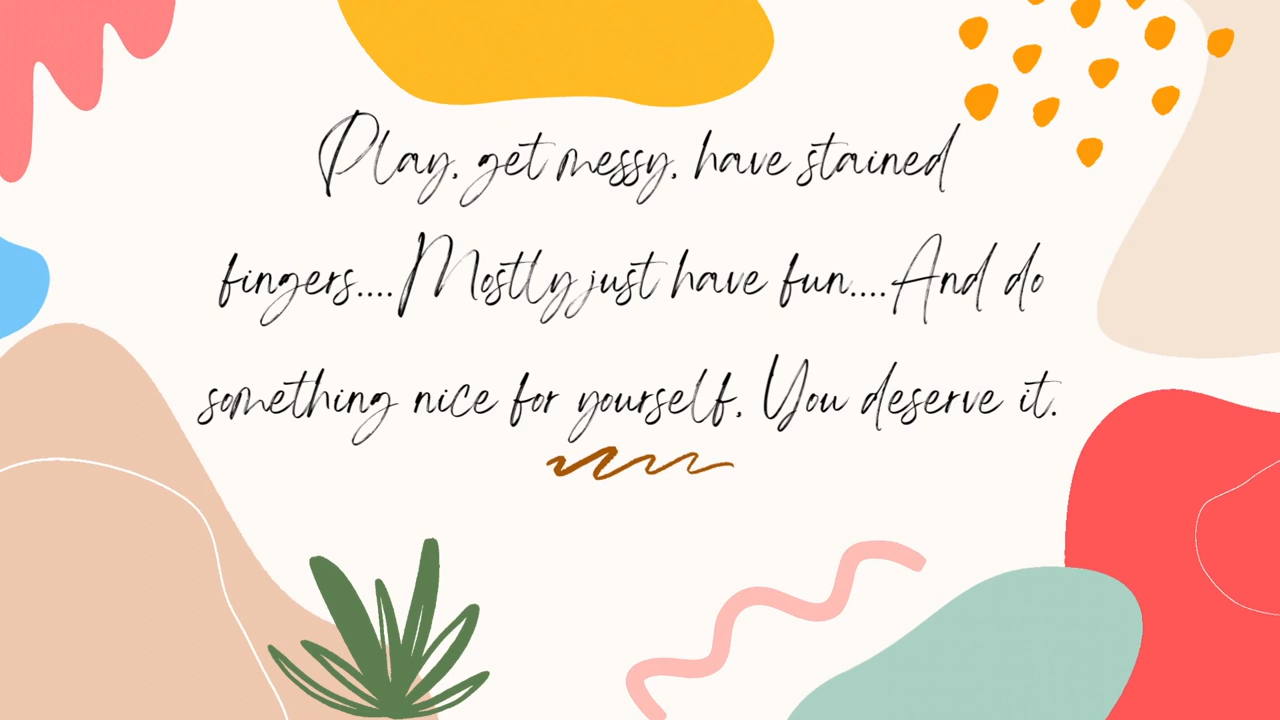 Play, get messy, have stained
fingers....Mostly just have fun....And do
something nice for yourself, You deserve it.